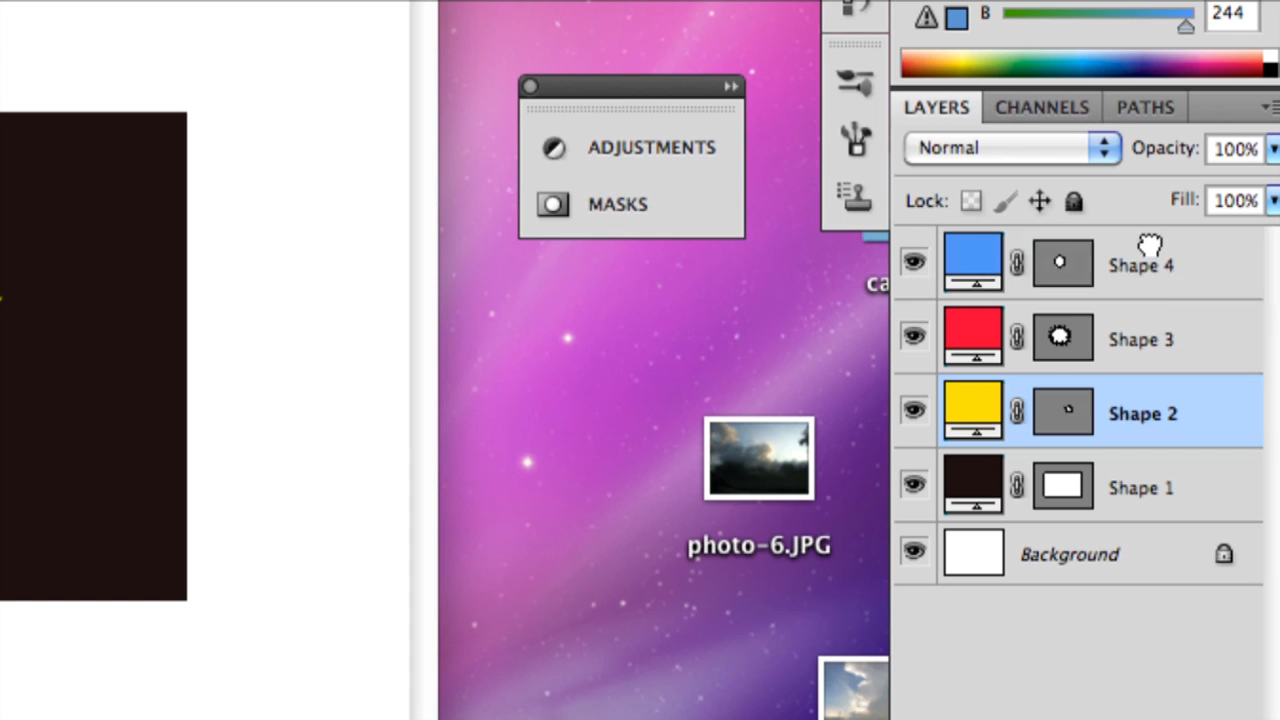 B 244
LAYERS CHANNELS PATHS
Normal Opacity: 100%
Lock: Fill: 100%
ADJUSTMENTS
MASKS
Shape 4
ca
Shape 3
Shape 2
Shape 1
photo-6.JPG
Background